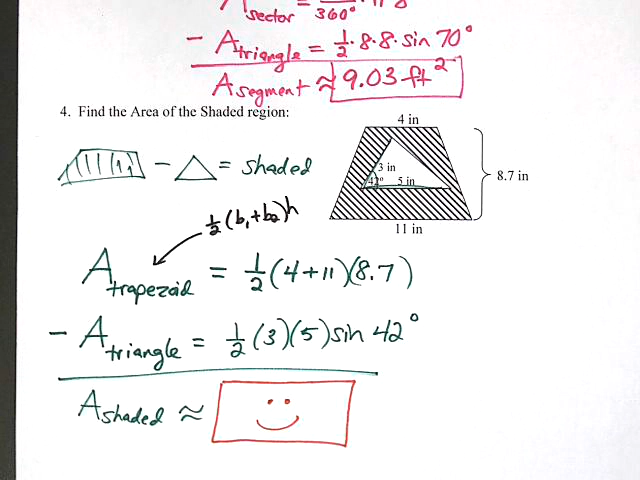 A sector = 360°
- A triangle = 1/2 · 8 · 8 · sin 70°
A segment ≈ 9.03 ft²
4. Find the Area of the Shaded region:
4 in
- = shaded
3 in
42° 5 in
8.7 in
11 in
1/2 (b₁ + b₂) h
A trapezoid = 1/2 (4 + 11)(8.7)
- A triangle = 1/2 (3)(5) sin 42°
A shaded ≈